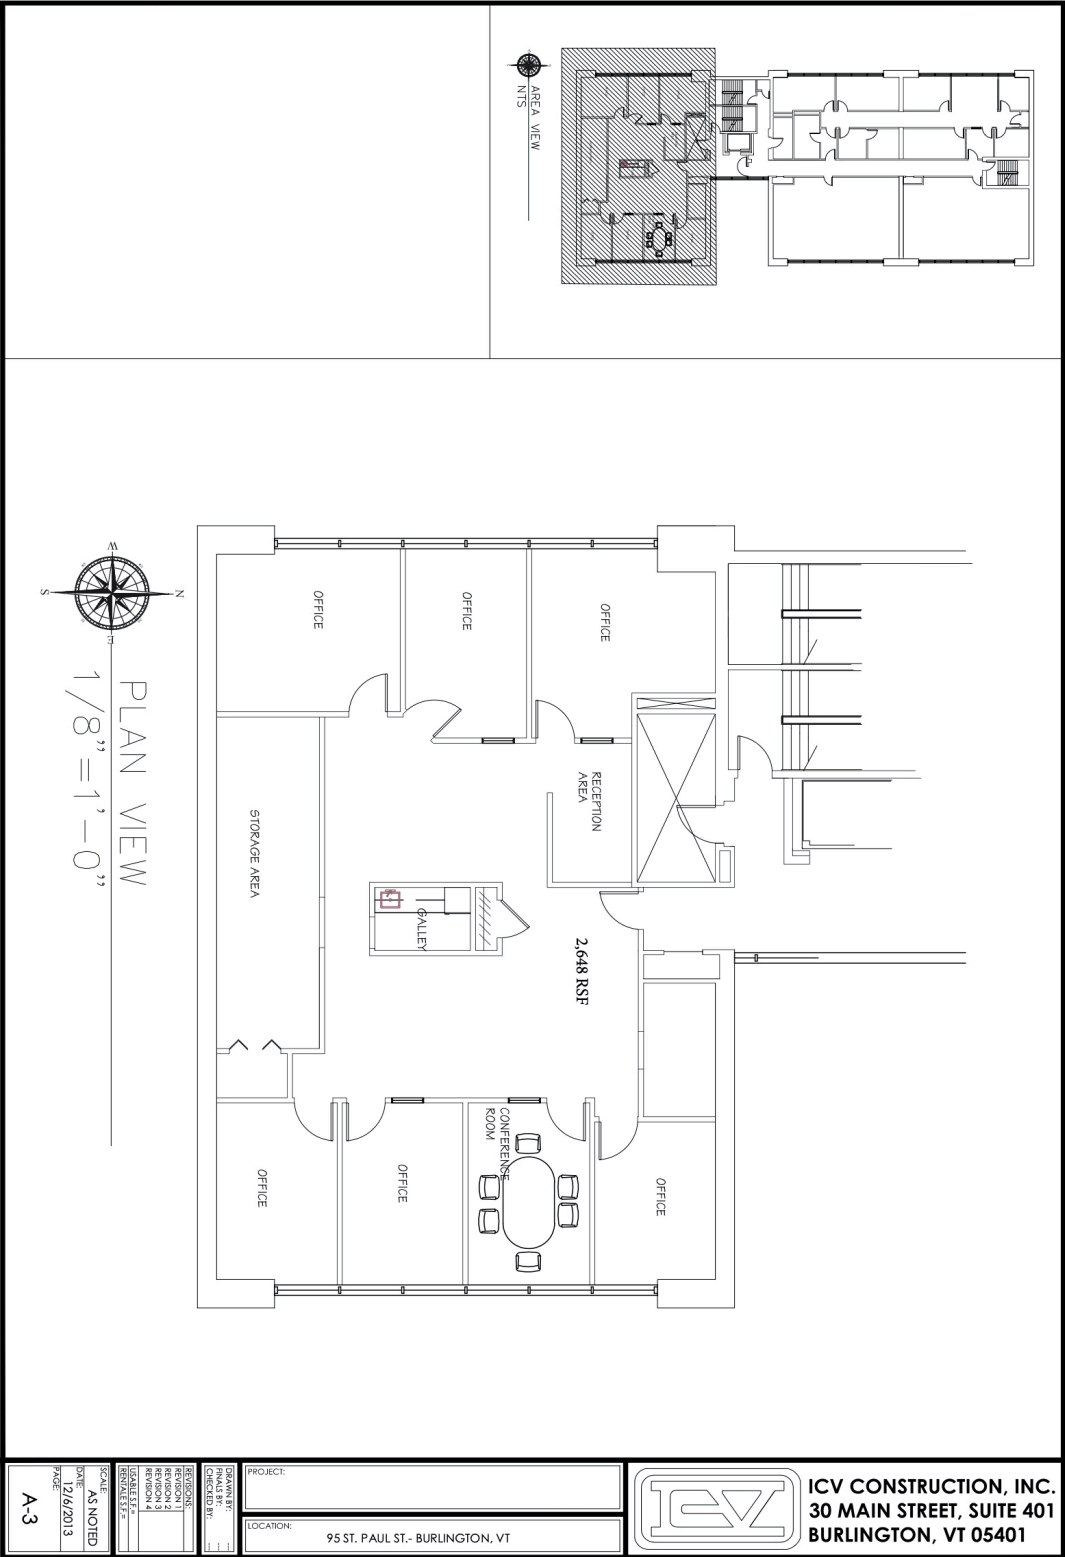 AREA VIEW
NTS
W
N
S
E
PLAN VIEW
1/8"=1'-0"
OFFICE
OFFICE
OFFICE
RECEPTION
AREA
STORAGE AREA
GALLEY
2,648 RSF
CONFERENCE
ROOM
OFFICE
OFFICE
OFFICE
SCALE:
AS NOTED
DATE:
12/6/2013
PAGE:
A-3
REVISIONS:
REVISION 1
REVISION 2
REVISION 3
REVISION 4
USABLE S.F.=
RENTALE S.F.=
DRAWN BY:
FINALS BY:
CHECKED BY:
PROJECT:
LOCATION:
95 ST. PAUL ST.- BURLINGTON, VT
ICV
ICV CONSTRUCTION, INC.
30 MAIN STREET, SUITE 401
BURLINGTON, VT 05401